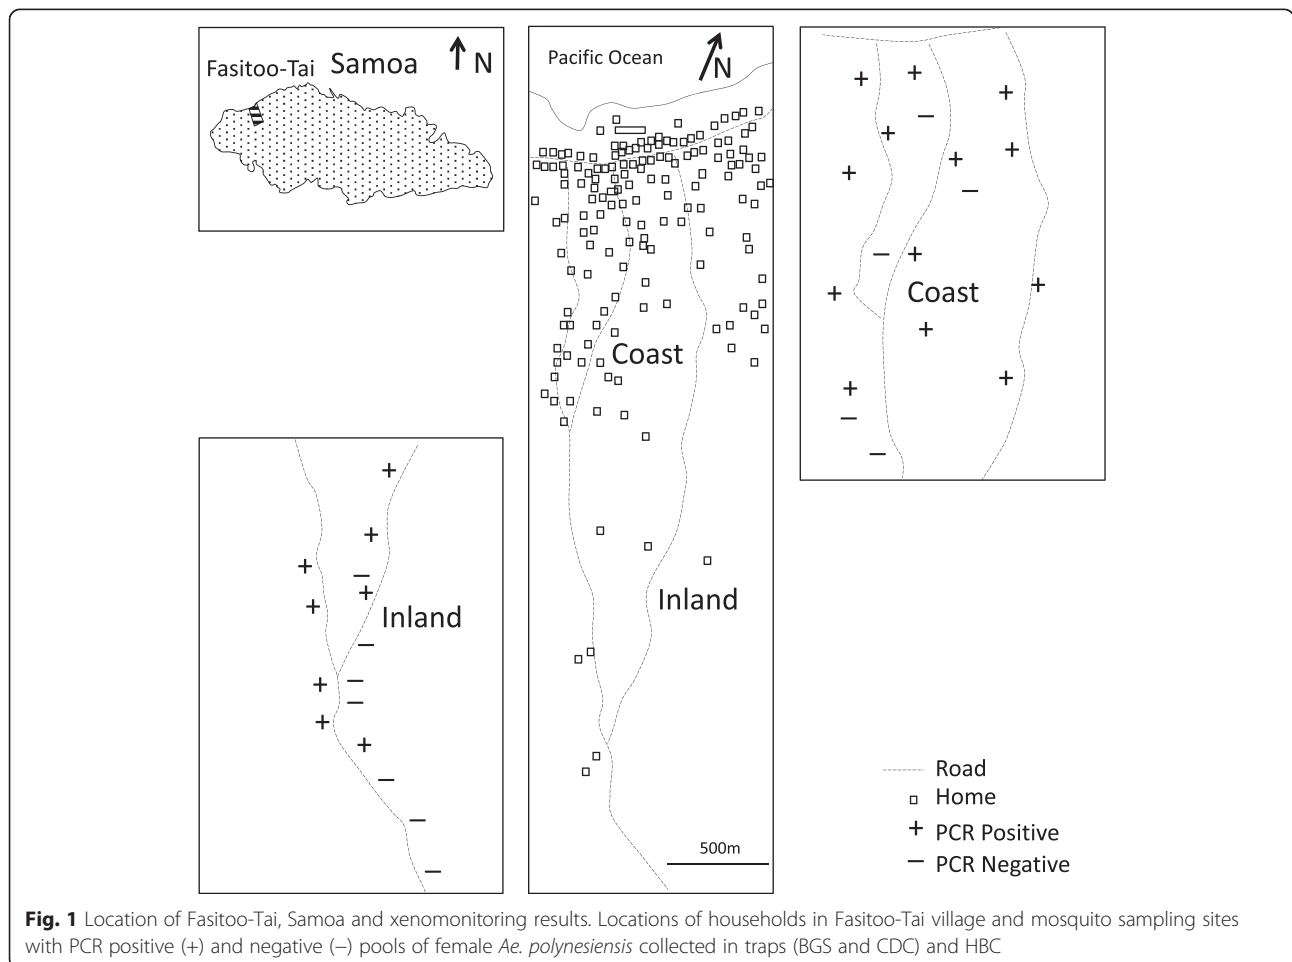 Fasitoo-Tai Samoa
N
Pacific Ocean
N
Coast
Inland
500m
Coast
Inland
Road
Home
PCR Positive
PCR Negative
Fig. 1 Location of Fasitoo-Tai, Samoa and xenomonitoring results. Locations of households in Fasitoo-Tai village and mosquito sampling sites
with PCR positive (+) and negative (−) pools of female Ae. polynesiensis collected in traps (BGS and CDC) and HBC